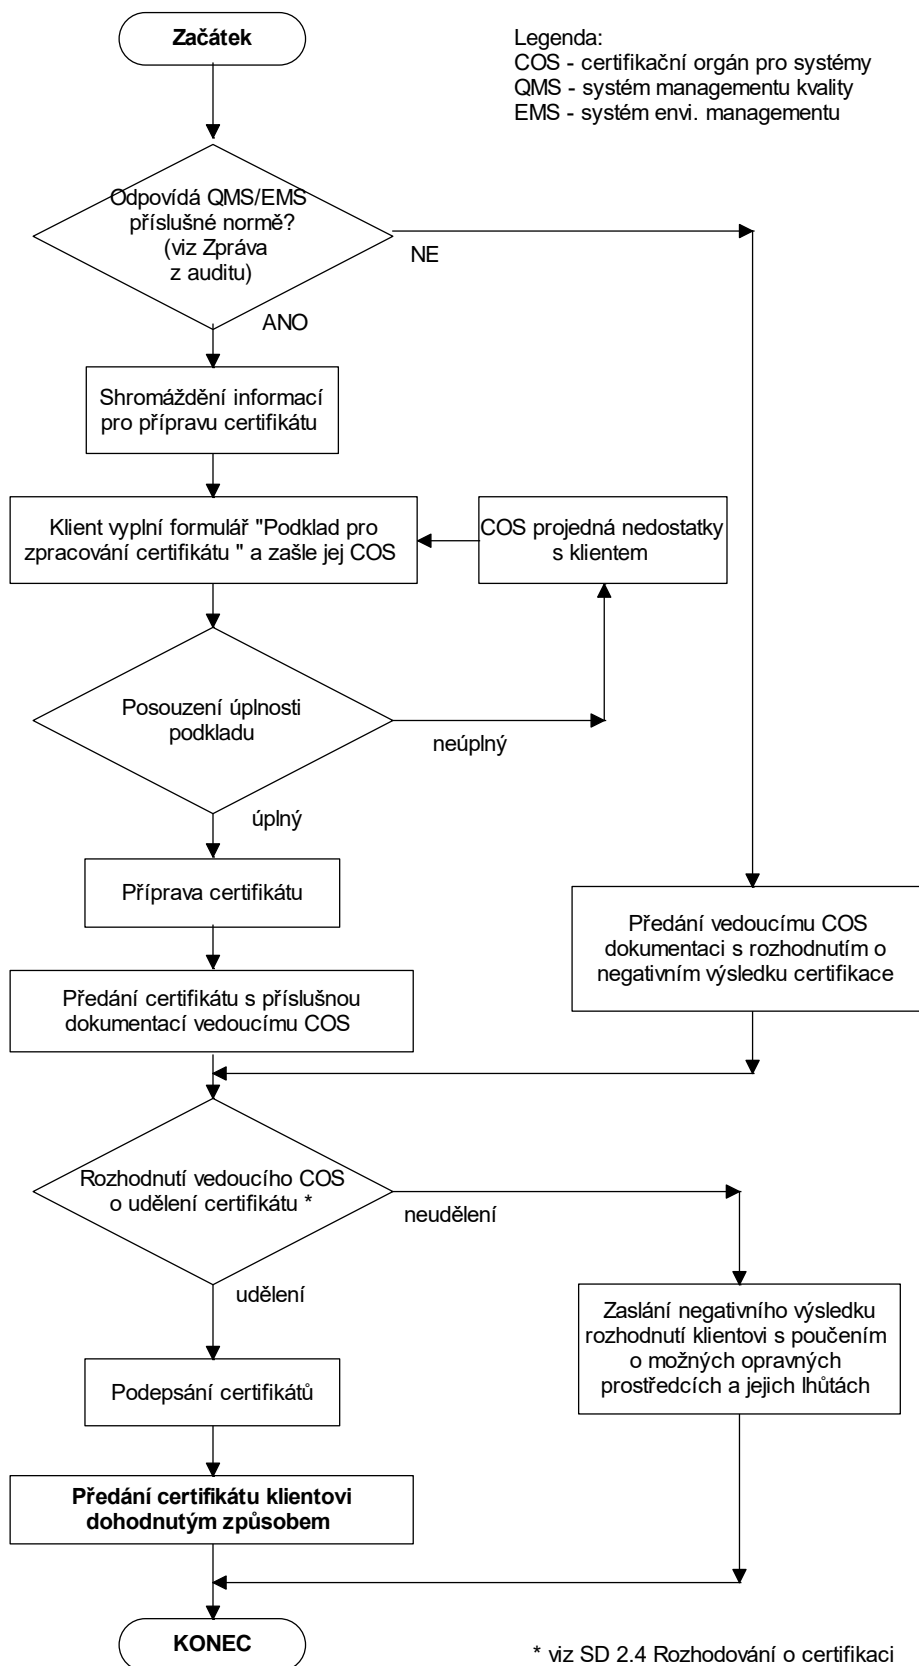 Začátek
Legenda:
COS - certifikační orgán pro systémy
QMS - systém managementu kvality
EMS - systém envi. managementu
Odpovídá QMS/EMS
příslušné normě?
(viz Zpráva
z auditu)
NE
ANO
Shromáždění informací
pro přípravu certifikátu
Klient vyplní formulář "Podklad pro
zpracování certifikátu " a zašle jej COS
COS projedná nedostatky
s klientem
Posouzení úplnosti
podkladu
neúplný
úplný
Příprava certifikátu
Předání vedoucímu COS
dokumentaci s rozhodnutím o
negativním výsledku certifikace
Předání certifikátu s příslušnou
dokumentací vedoucímu COS
Rozhodnutí vedoucího COS
o udělení certifikátu *
neudělení
udělení
Zaslání negativního výsledku
rozhodnutí klientovi s poučením
o možných opravných
prostředcích a jejich lhůtách
Podepsání certifikátů
Předání certifikátu klientovi
dohodnutým způsobem
KONEC
* viz SD 2.4 Rozhodování o certifikaci